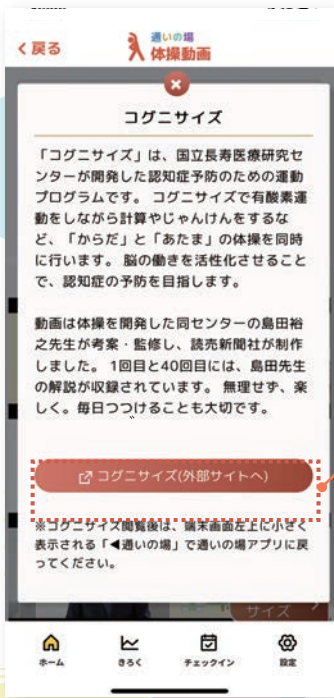 く戻る
通いの場
体操動画
コグニサイズ
「コグニサイズ」は、国立長寿医療研究セ
ンターが開発した認知症予防のための運動
プログラムです。 コグニサイズで有酸素運
動をしながら計算やじゃんけんをするな
ど、「からだ」と「あたま」の体操を同時
に行います。 脳の働きを活性化させること
で、認知症の予防を目指します。
動画は体操を開発した同センターの島田裕
之先生が考案・監修し、読売新聞社が制作
しました。 1回目と40回目には、島田先生
の解説が収録されています。 無理せず、楽
しく。毎日つづけることも大切です。
コグニサイズ(外部サイトへ)
※コグニサイズ閲覧後は、端末画面左上に小さく
表示される「◀通いの場」で通いの場アプリに戻
ってください。
サイズ
ホーム
きろく
チェックイン
設定